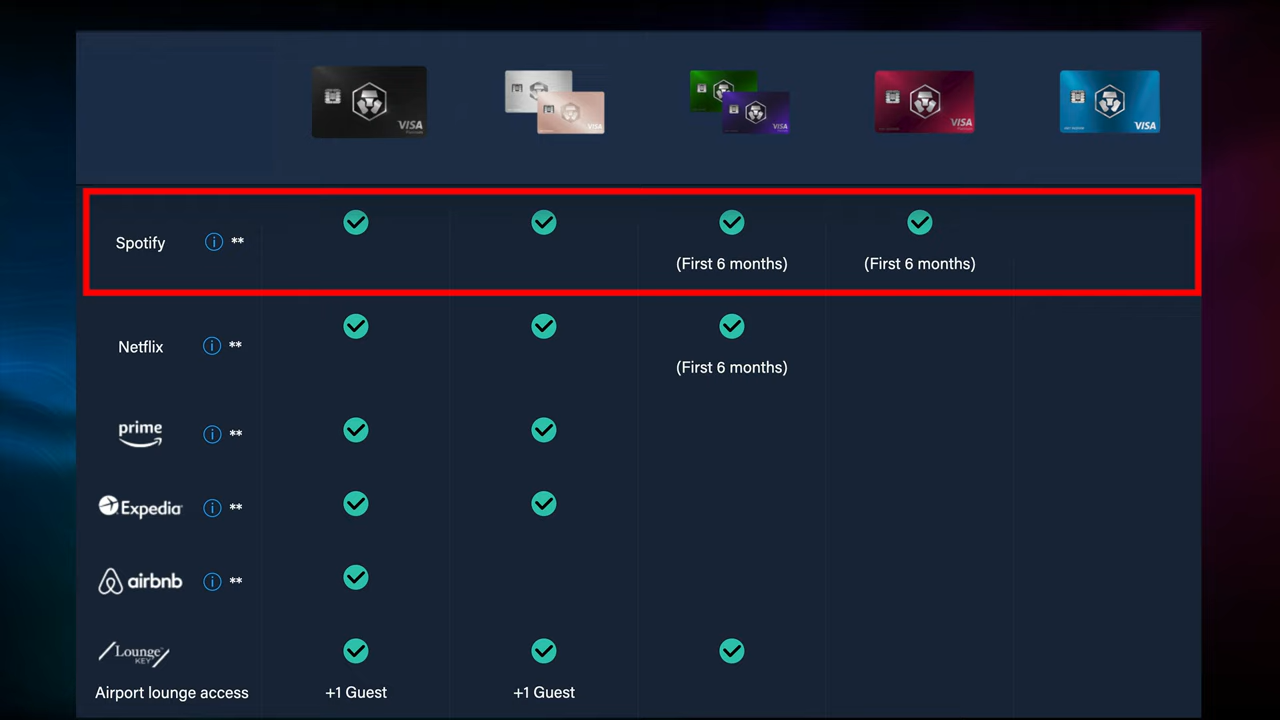 VISA
VISA
VISA
VISA
VISA
Spotify **
(First 6 months)
(First 6 months)
Netflix **
(First 6 months)
prime **
Expedia **
airbnb **
Lounge
KEY
Airport lounge access
+1 Guest
+1 Guest